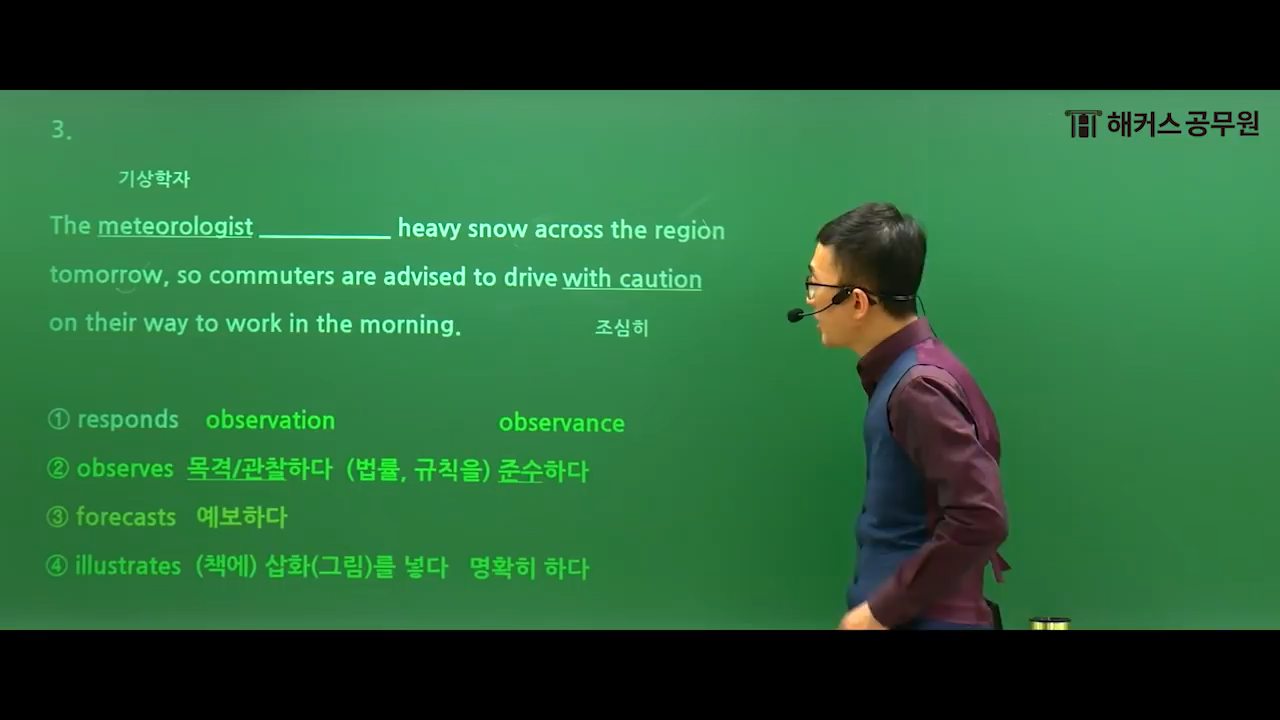 해커스공무원
3.
기상학자
The meteorologist __________ heavy snow across the region
tomorrow, so commuters are advised to drive with caution
on their way to work in the morning.
조심히
① responds observation observance
② observes 목격/관찰하다 (법률, 규칙을) 준수하다
③ forecasts 예보하다
④ illustrates (책에) 삽화(그림)를 넣다 명확히 하다